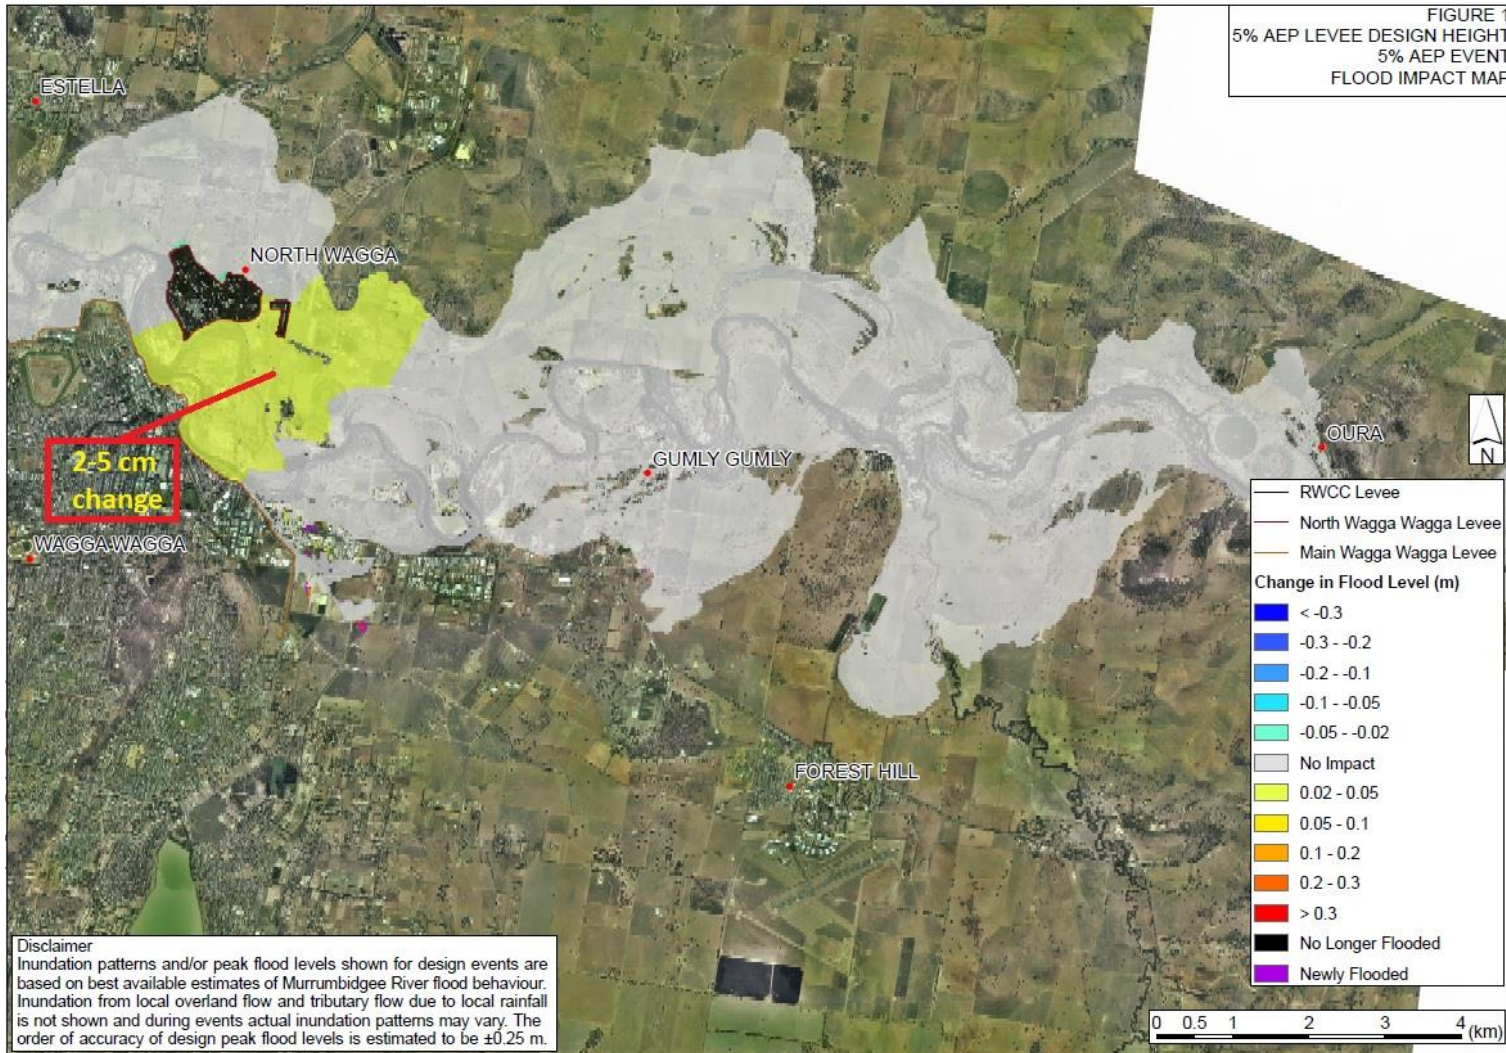 FIGURE 1
5% AEP LEVEE DESIGN HEIGHT
5% AEP EVENT
FLOOD IMPACT MAP
ESTELLA
NORTH WAGGA
2-5 cm
change
GUMLY GUMLY
OURA
WAGGA WAGGA
FOREST HILL
N
RWCC Levee
North Wagga Wagga Levee
Main Wagga Wagga Levee
Change in Flood Level (m)
< -0.3
-0.3 - -0.2
-0.2 - -0.1
-0.1 - -0.05
-0.05 - -0.02
No Impact
0.02 - 0.05
0.05 - 0.1
0.1 - 0.2
0.2 - 0.3
> 0.3
No Longer Flooded
Newly Flooded
0 0.5 1 2 3 4 (km)
Disclaimer
Inundation patterns and/or peak flood levels shown for design events are
based on best available estimates of Murrumbidgee River flood behaviour.
Inundation from local overland flow and tributary flow due to local rainfall
is not shown and during events actual inundation patterns may vary. The
order of accuracy of design peak flood levels is estimated to be ±0.25 m.